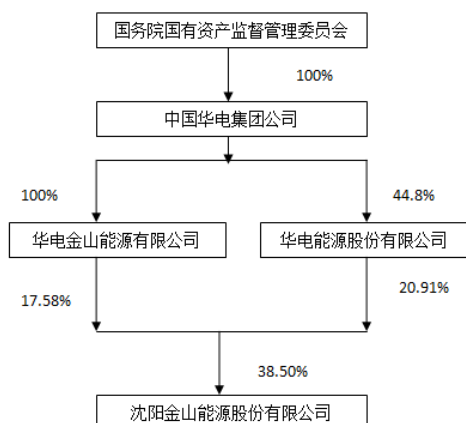 国务院国有资产监督管理委员会
100%
中国华电集团公司
100%
44.8%
华电金山能源有限公司
华电能源股份有限公司
17.58%
20.91%
38.50%
沈阳金山能源股份有限公司